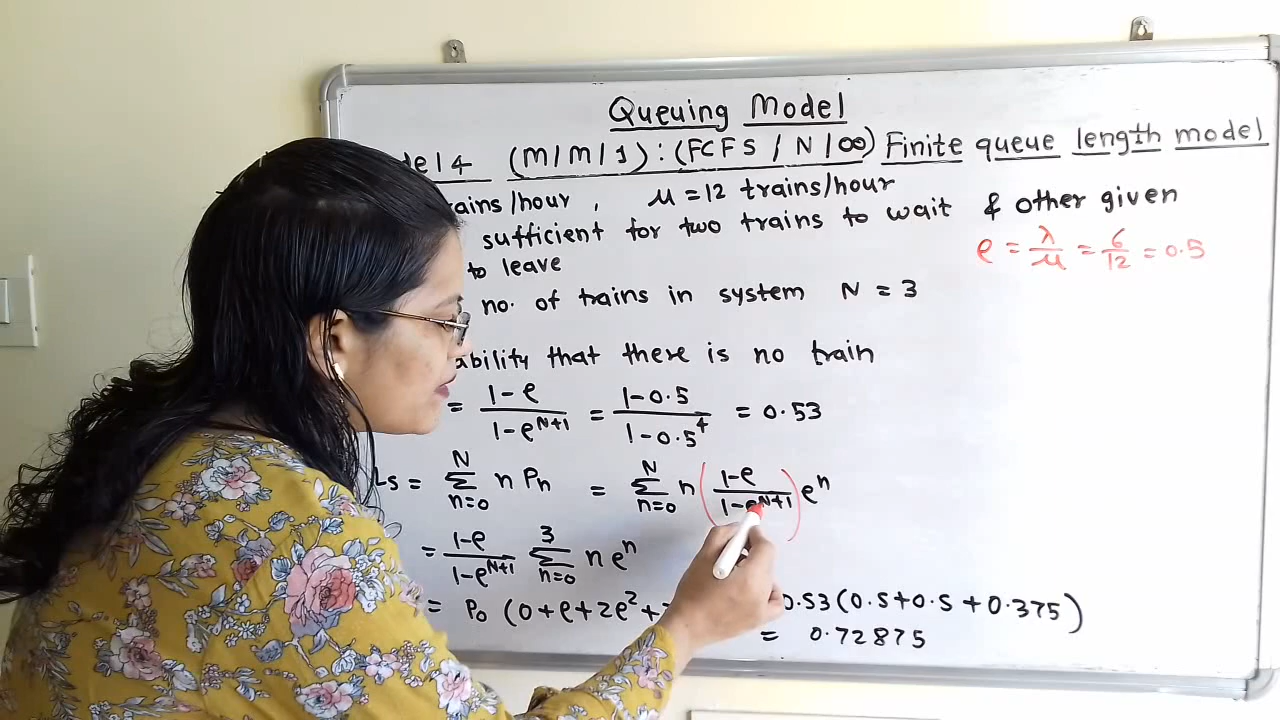 Queuing Model
4 (M/M/1) : (FCFS / N / ∞) Finite queue length model
/hour , μ = 12 trains/hour
sufficient for two trains to wait & other given
ρ = λ/μ = 6/12 = 0.5
to leave
no. of trains in system N = 3
that there is no train
= (1-ρ)/(1-ρ^(N+1)) = (1-0.5)/(1-0.5^4) = 0.53
Ls = Σ_{n=0}^{N} n Pn = Σ_{n=0}^{N} n ((1-ρ)/(1-ρ^(N+1))) ρ^n
= (1-ρ)/(1-ρ^(N+1)) Σ_{n=0}^{3} n ρ^n
= P0 (0+ρ+2ρ^2+ 0.53(0.5+0.5+0.375)
= 0.72875